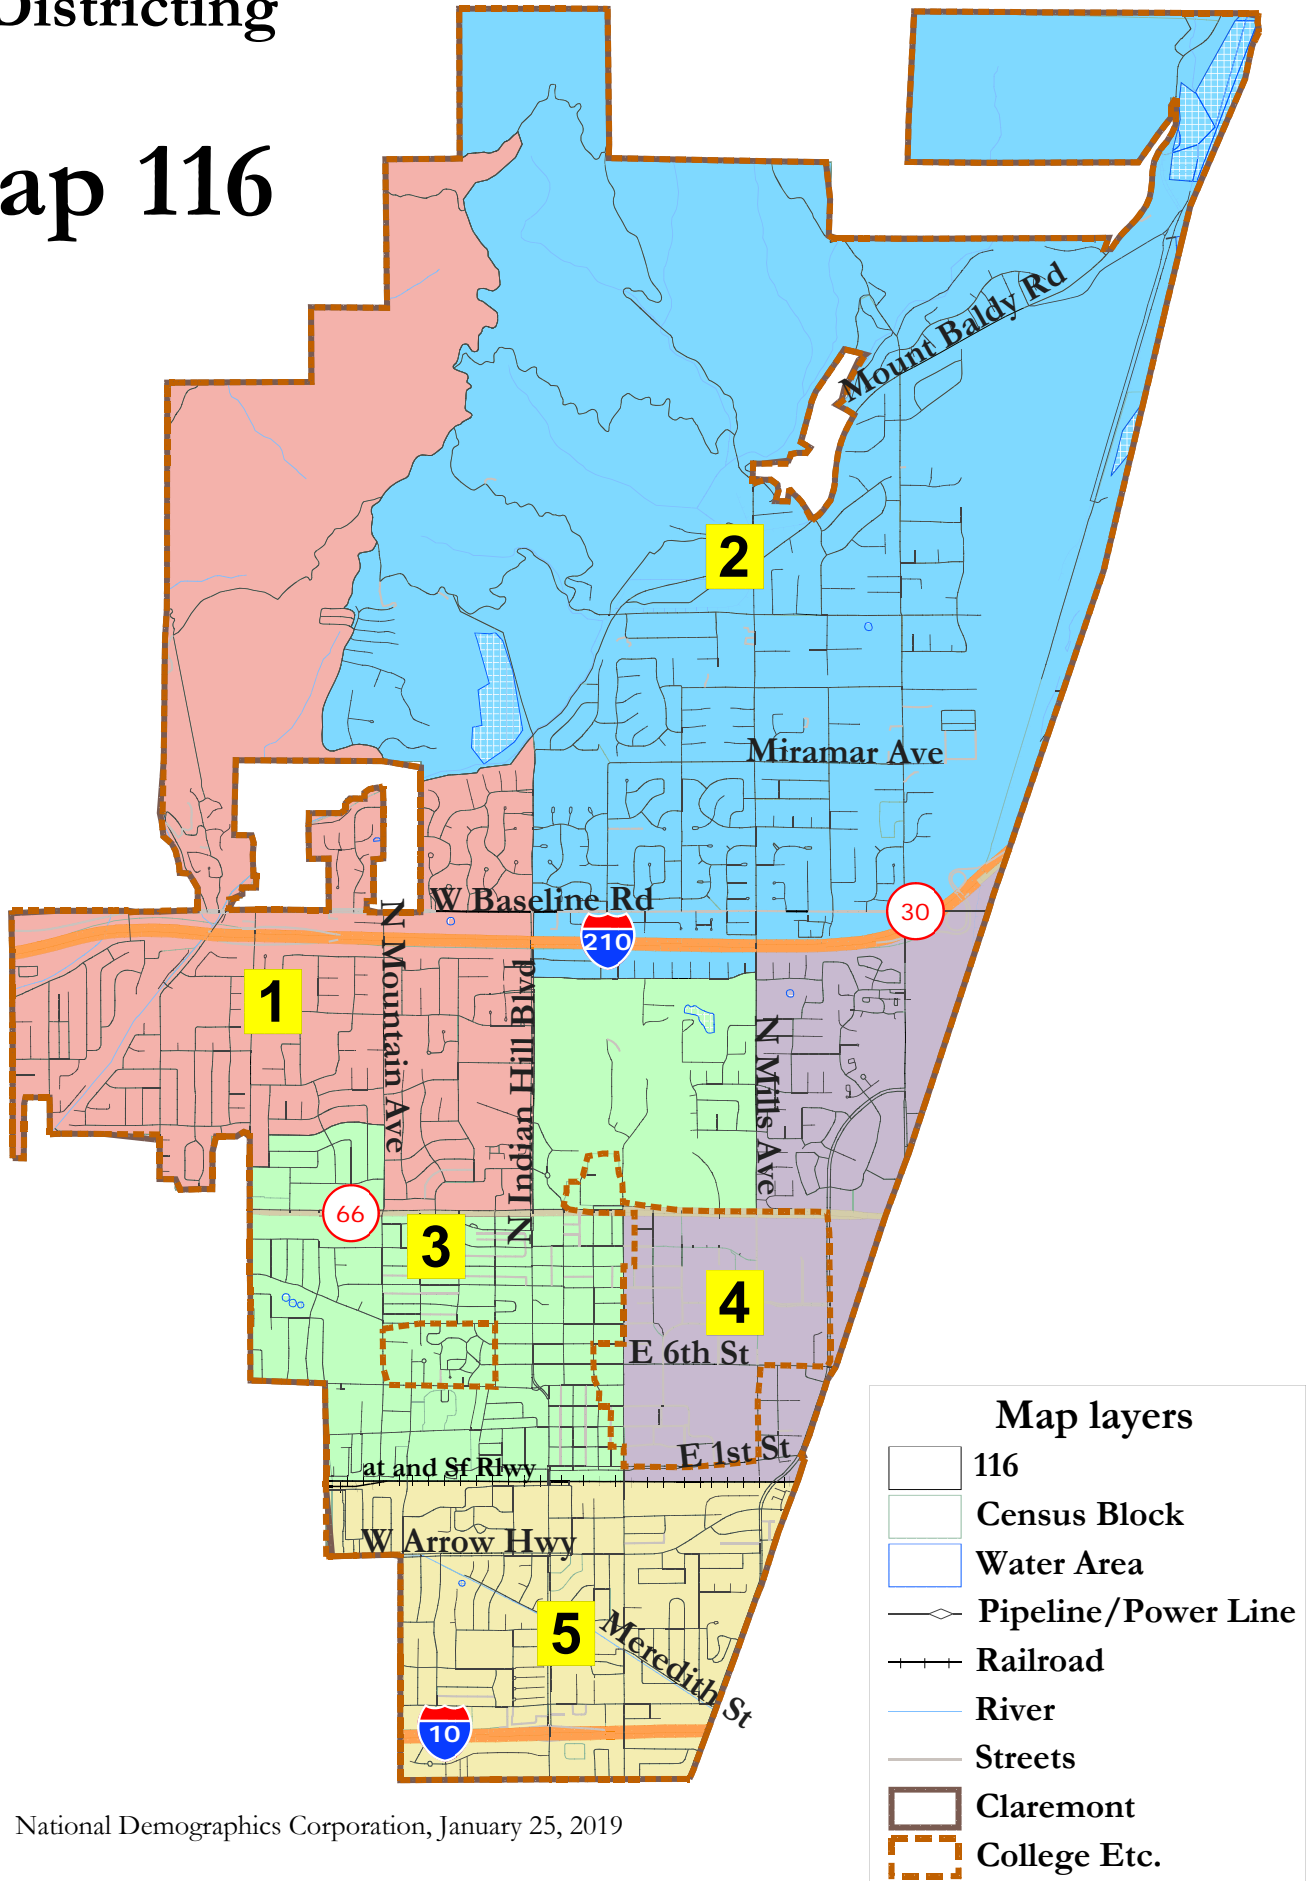 Districting
ap 116
Mount Baldy Rd
2
Miramar Ave
W Baseline Rd
30
210
N Mountain Ave
N Indian Hill Blvd
N Mills Ave
1
66
3
4
E 6th St
E 1st St
at and Sf Rlwy
W Arrow Hwy
5
Meredith St
10
Map layers
116
Census Block
Water Area
Pipeline/Power Line
Railroad
River
Streets
Claremont
College Etc.
National Demographics Corporation, January 25, 2019